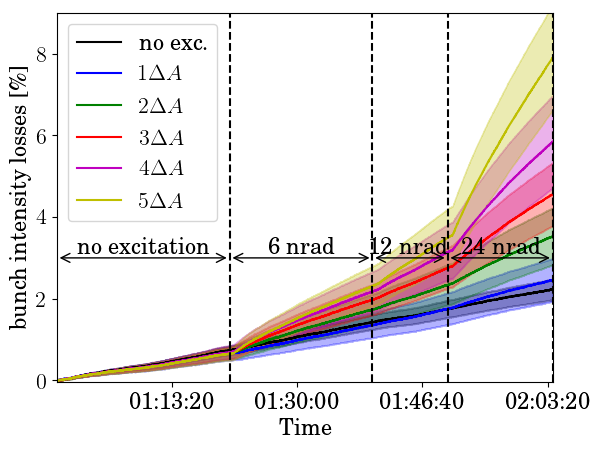 bunch intensity losses [%]
8
6
4
2
0
no exc.
1ΔA
2ΔA
3ΔA
4ΔA
5ΔA
no excitation
6 nrad
12 nrad
24 nrad
01:13:20
01:30:00
01:46:40
02:03:20
Time